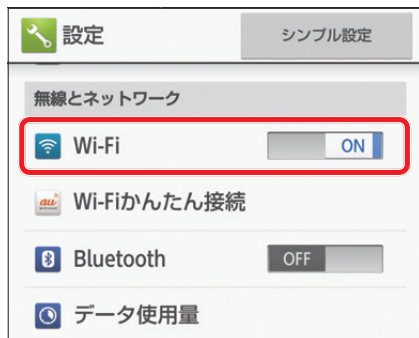 設定
シンプル設定
無線とネットワーク
Wi-Fi ON
au Wi-Fiかんたん接続
Bluetooth OFF
データ使用量